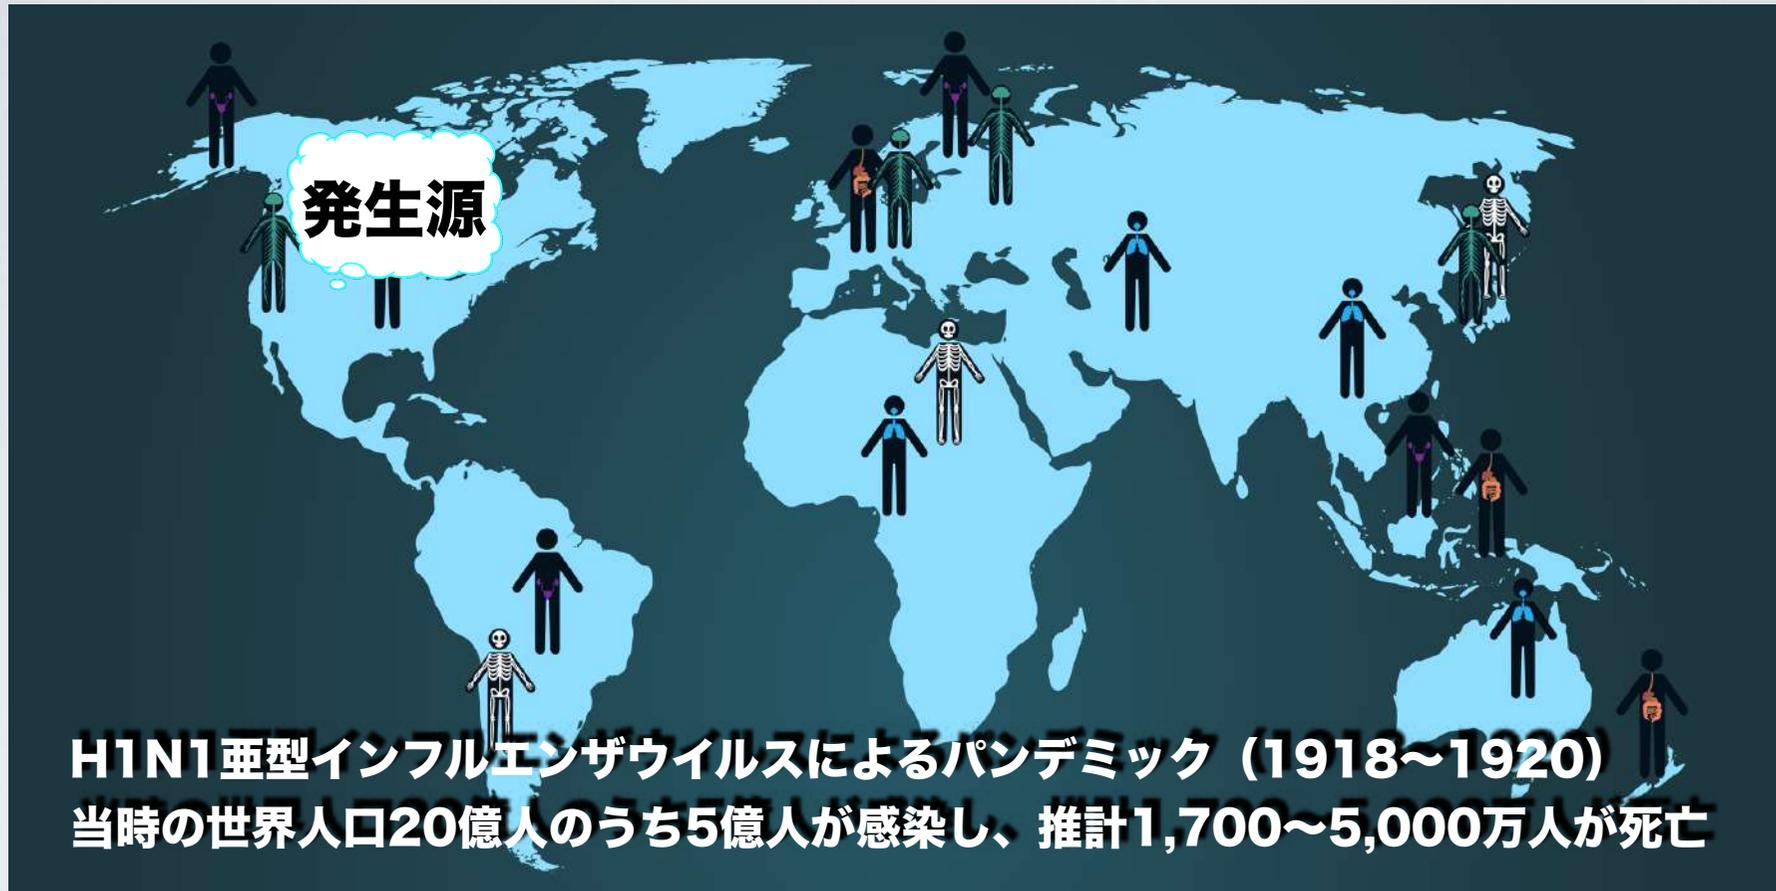 発生源
H1N1亜型インフルエンザウイルスによるパンデミック（1918〜1920）
当時の世界人口20億人のうち5億人が感染し、推計1,700〜5,000万人が死亡